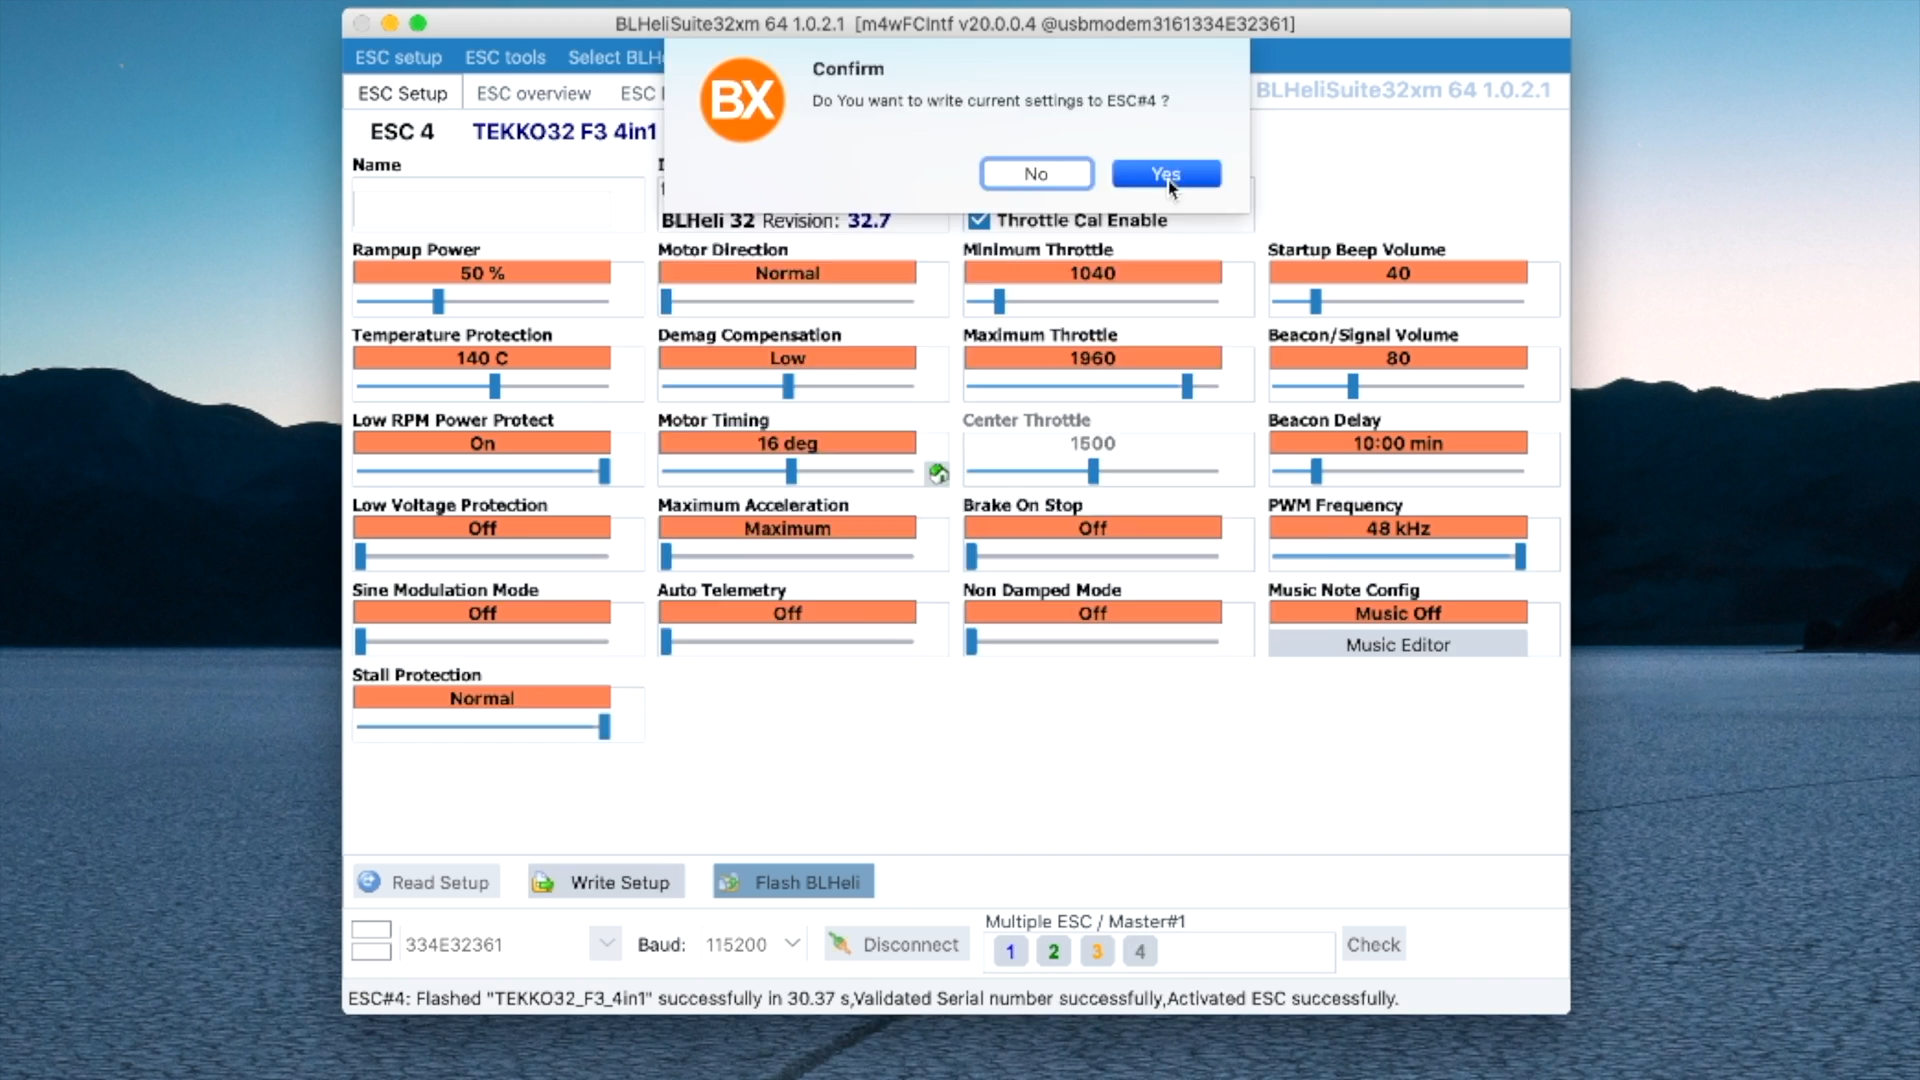 BLHeliSuite32xm 64 1.0.2.1 [m4wFCIntf v20.0.0.4 @usbmodem3161334E32361]
ESC setup ESC tools Select BLH
BX
Confirm
Do You want to write current settings to ESC#4 ?
No Yes
ESC Setup ESC overview ESC
BLHeliSuite32xm 64 1.0.2.1
ESC 4 TEKKO32 F3 4in1
Name
BLHeli 32 Revision: 32.7
Throttle Cal Enable
Rampup Power Motor Direction Minimum Throttle Startup Beep Volume
50 % Normal 1040 40
Temperature Protection Demag Compensation Maximum Throttle Beacon/Signal Volume
140 C Low 1960 80
Low RPM Power Protect Motor Timing Center Throttle Beacon Delay
On 16 deg 1500 10:00 min
Low Voltage Protection Maximum Acceleration Brake On Stop PWM Frequency
Off Maximum Off 48 kHz
Sine Modulation Mode Auto Telemetry Non Damped Mode Music Note Config
Off Off Off Music Off
Music Editor
Stall Protection
Normal
Read Setup Write Setup Flash BLHeli
Multiple ESC / Master#1
334E32361 Baud: 115200 Disconnect 1 2 3 4 Check
ESC#4: Flashed "TEKKO32_F3_4in1" successfully in 30.37 s,Validated Serial number successfully,Activated ESC successfully.